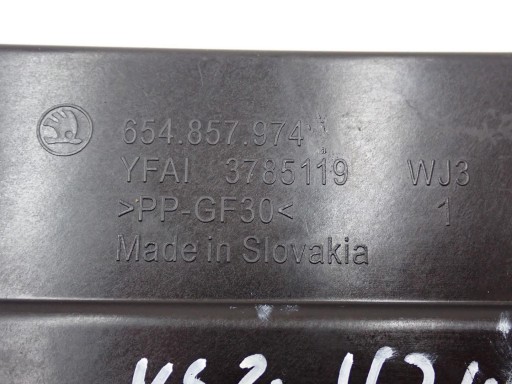 654.857.974
YFAI 3785119 WJ3
>PP-GF30< 1
Made in Slovakia